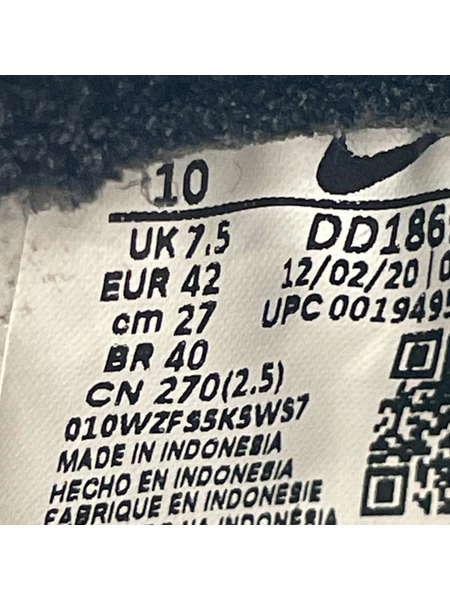 10
UK 7.5
DD186
EUR 42
12/02/20
cm 27
UPC 0019495
BR 40
CN 270(2.5)
MADE IN INDONESIA
HECHO EN INDONESIA
FABRIQUE EN INDONESIE
INDONÉSIA